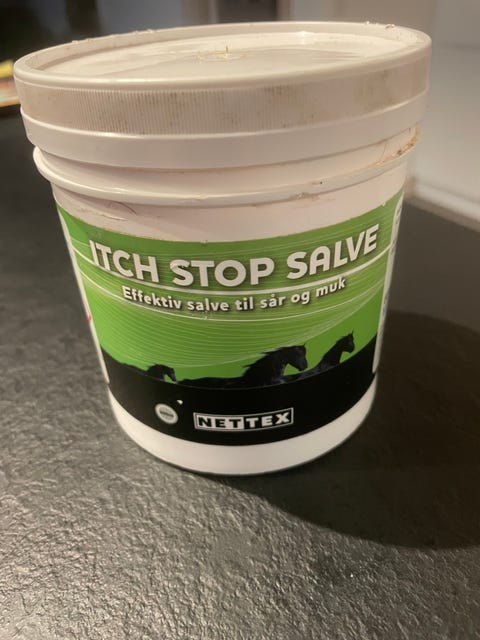 ITCH STOP SALVE
Effektiv salve til sår og muk
NETTEX